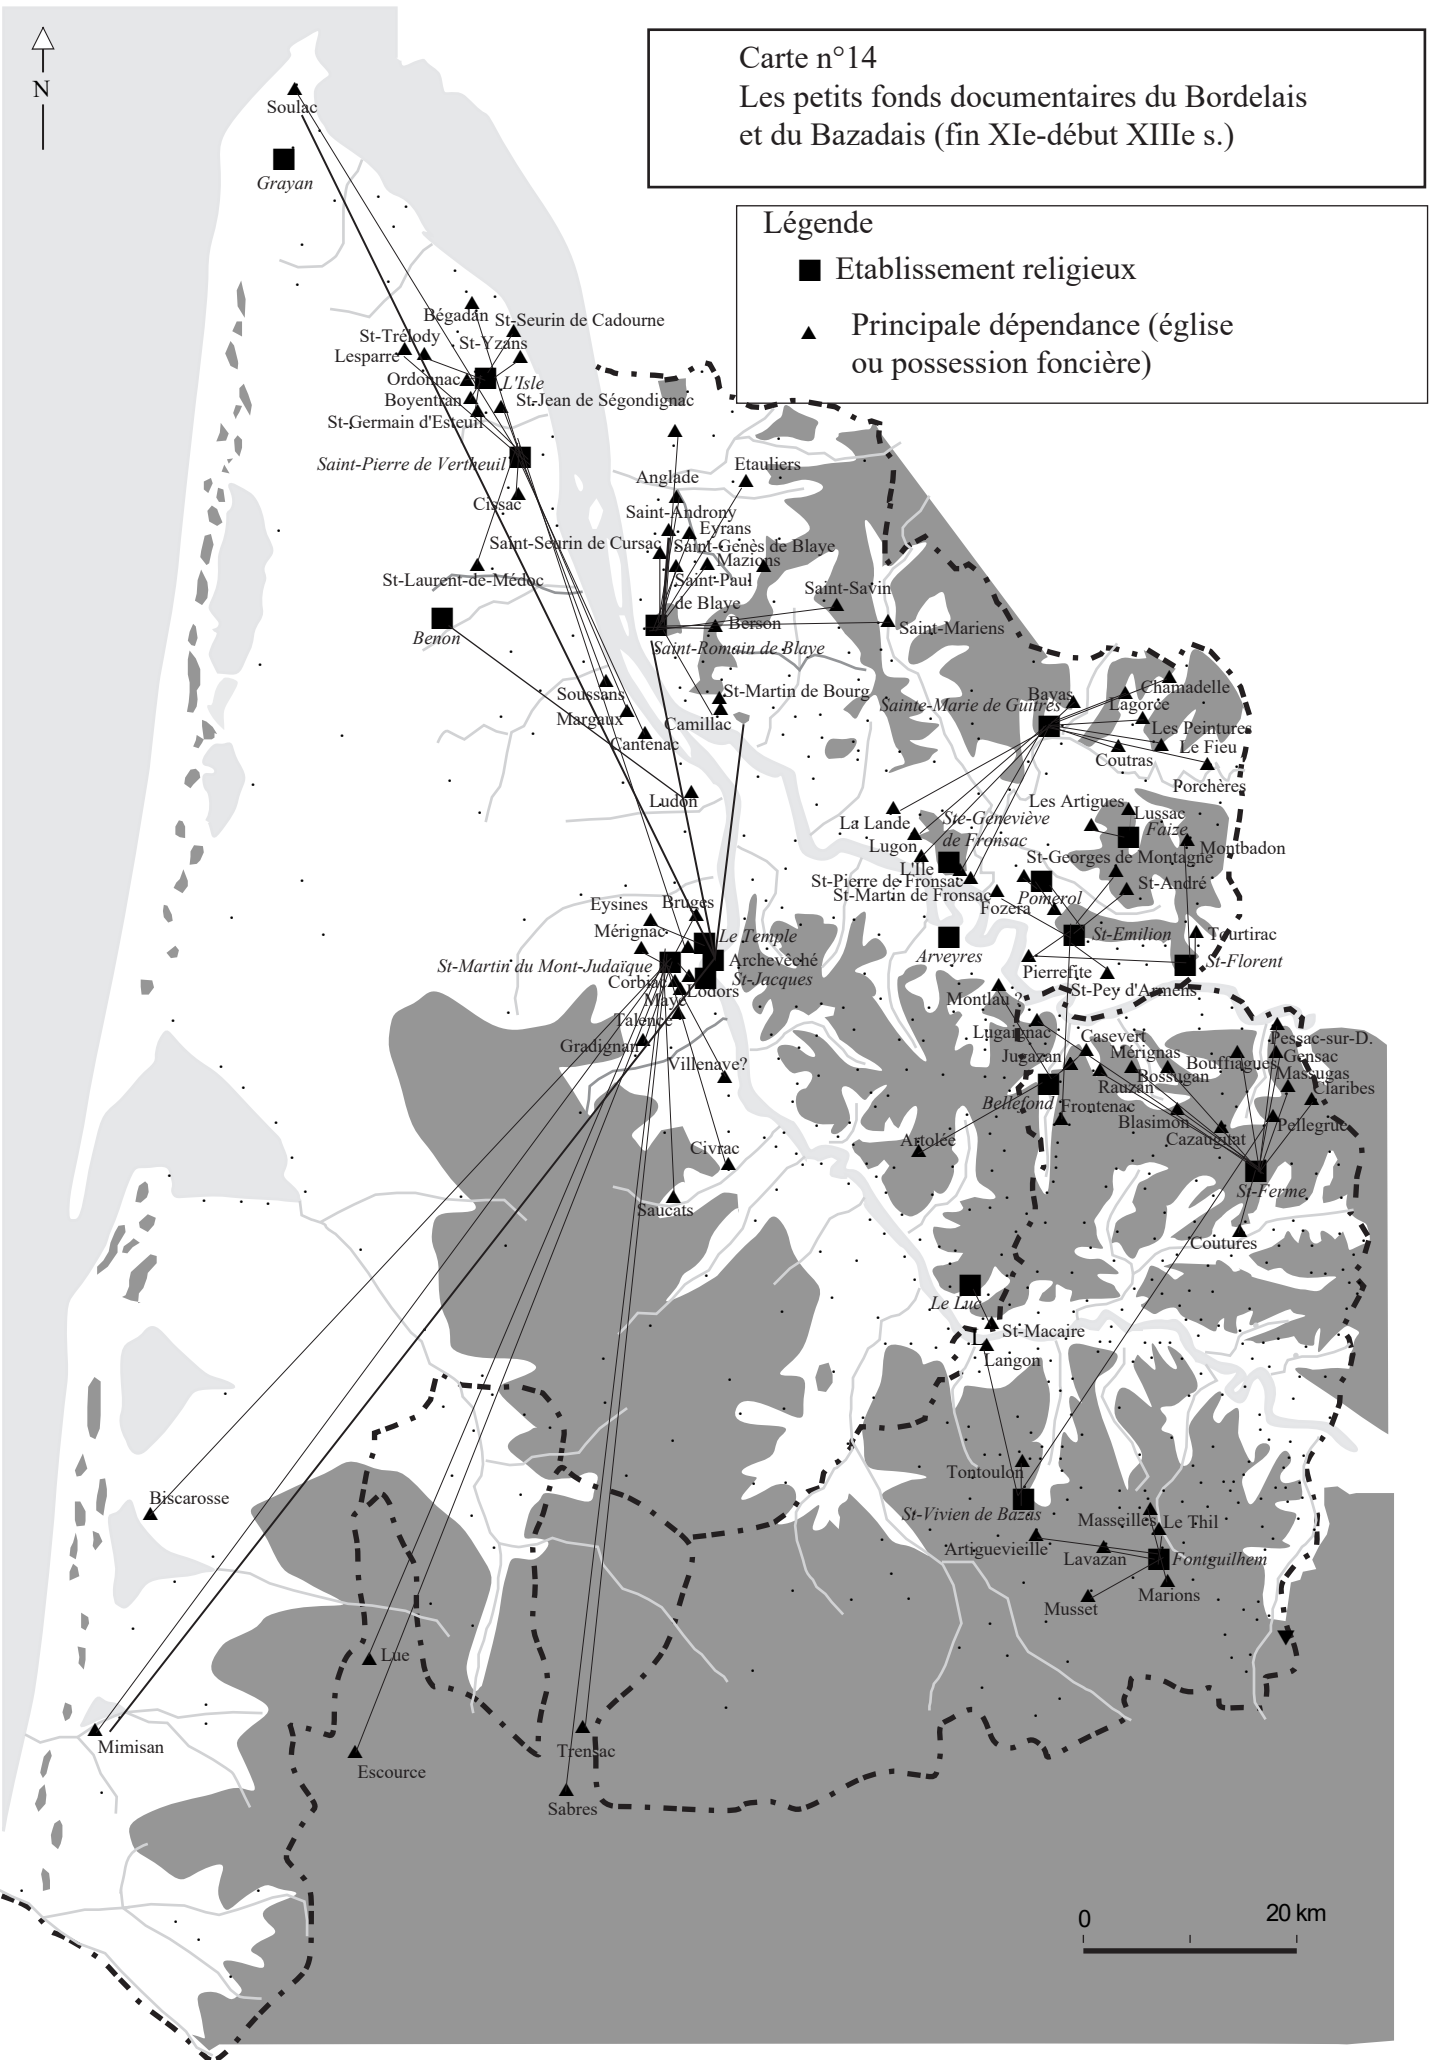 Carte n°14
Les petits fonds documentaires du Bordelais
et du Bazadais (fin XIe-début XIIIe s.)
Légende
Etablissement religieux
Principale dépendance (église
ou possession foncière)
N
Soulac
Grayan
Bégadan
St-Seurin de Cadourne
St-Trélody
St-Yzans
Lesparre
Ordonnac
L'Isle
Boyentran
St-Jean de Ségondignac
St-Germain d'Esteuil
Saint-Pierre de Vertheuil
Cissac
St-Laurent-de-Médoc
Benon
Etauliers
Anglade
Saint-Androny
Eyrans
Saint-Seurin de Cursac
Saint-Genès de Blaye
Mazions
Saint-Paul
de Blaye
Saint-Savin
Berson
Saint-Mariens
Saint-Romain de Blaye
Soussans
St-Martin de Bourg
Margaux
Camillac
Cantenac
Ludon
Bayas
Chamadelle
Sainte-Marie de Guîtres
Lagorce
Les Peintures
Le Fieu
Coutras
Porchères
Les Artigues
Lussac
La Lande
Ste-Geneviève
de Fronsac
Faize
Lugon
Montbadon
St-Georges de Montagne
L'Ile
St-Pierre de Fronsac
St-André
St-Martin de Fronsac
Pomerol
Fozera
Eysines
Bruges
Mérignac
Le Temple
St-Emilion
Tourtirac
Arveyres
St-Martin du Mont-Judaïque
Archevêché
St-Florent
Corbiac
St-Jacques
Pierrefite
Lodors
Maye
St-Pey d'Armens
Montlau ?
Talence
Gradignan
Lugaignac
Casevert
Pessac-sur-D.
Villenave?
Jugazan
Mérignas
Bouffiagues
Gensac
Rauzan
Bossugan
Massugas
Claribes
Bellefond
Frontenac
Blasimon
Pellegrue
Cazaugitat
Artolée
Civrac
St-Ferme
Saucats
Coutures
Le Luc
St-Macaire
L
Langon
Tontoulon
Biscarosse
St-Vivien de Bazas
Masseilles
Le Thil
Artiguevieille
Lavazan
Fontguilhem
Marions
Musset
Lue
Mimisan
Trensac
Escource
Sabres
0
20 km